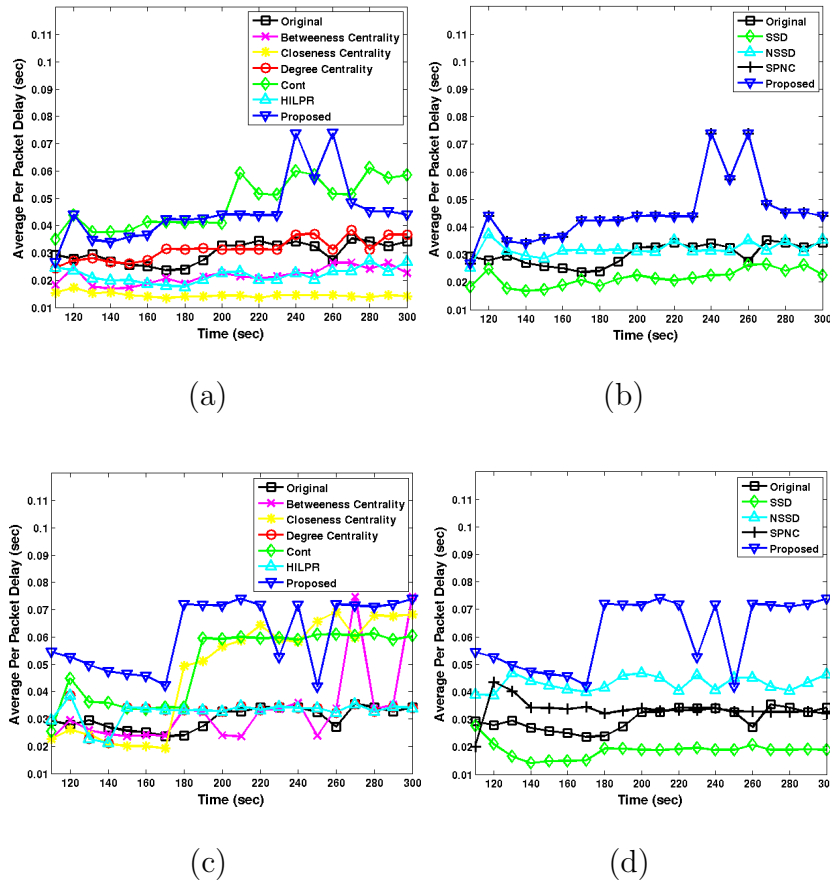 0.11
0.1
0.09
0.08
0.07
0.06
0.05
0.04
0.03
0.02
0.01
Average Per Packet Delay (sec)
Original
Betweeness Centrality
Closeness Centrality
Degree Centrality
Cont
HILPR
Proposed
120 140 160 180 200 220 240 260 280 300
Time (sec)
(a)
0.11
0.1
0.09
0.08
0.07
0.06
0.05
0.04
0.03
0.02
0.01
Average Per Packet Delay (sec)
Original
SSD
NSSD
SPNC
Proposed
120 140 160 180 200 220 240 260 280 300
Time (sec)
(b)
0.11
0.1
0.09
0.08
0.07
0.06
0.05
0.04
0.03
0.02
0.01
Average Per Packet Delay (sec)
Original
Betweeness Centrality
Closeness Centrality
Degree Centrality
Cont
HILPR
Proposed
120 140 160 180 200 220 240 260 280 300
Time (sec)
(c)
0.11
0.1
0.09
0.08
0.07
0.06
0.05
0.04
0.03
0.02
0.01
Average Per Packet Delay (sec)
Original
SSD
NSSD
SPNC
Proposed
120 140 160 180 200 220 240 260 280 300
Time (sec)
(d)